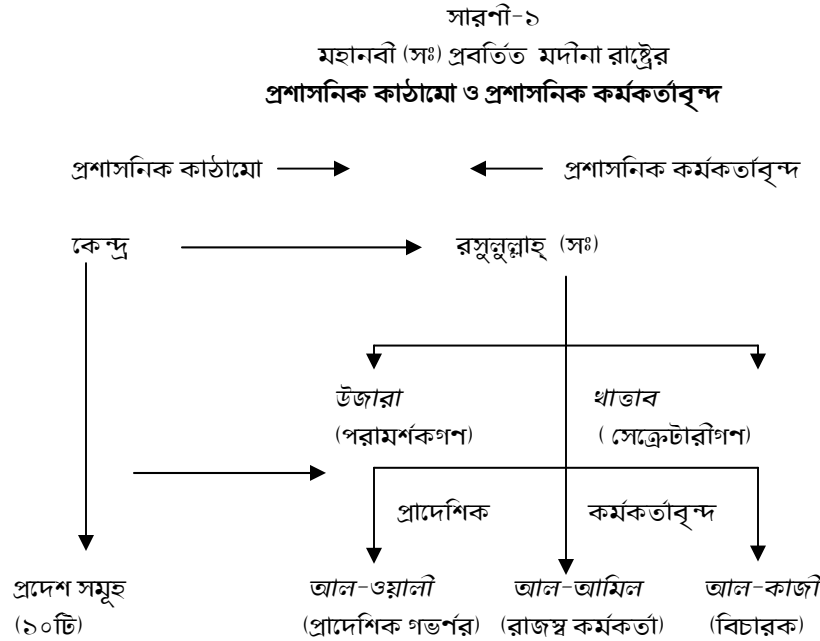 সারণী-১
মহানবী (সঃ) প্রবর্তিত মদীনা রাষ্ট্রের
প্রশাসনিক কাঠামো ও প্রশাসনিক কর্মকর্তাবৃন্দ
প্রশাসনিক কাঠামো প্রশাসনিক কর্মকর্তাবৃন্দ
কেন্দ্র রসুলুল্লাহ্ (সঃ)
উজারা খাত্তাব
(পরামর্শকগণ) ( সেক্রেটারীগণ)
প্রাদেশিক কর্মকর্তাবৃন্দ
প্রদেশ সমূহ আল-ওয়ালী আল-আমিল আল-কাজী
(১০টি) (প্রাদেশিক গভর্ণর) (রাজস্ব কর্মকর্তা) (বিচারক)